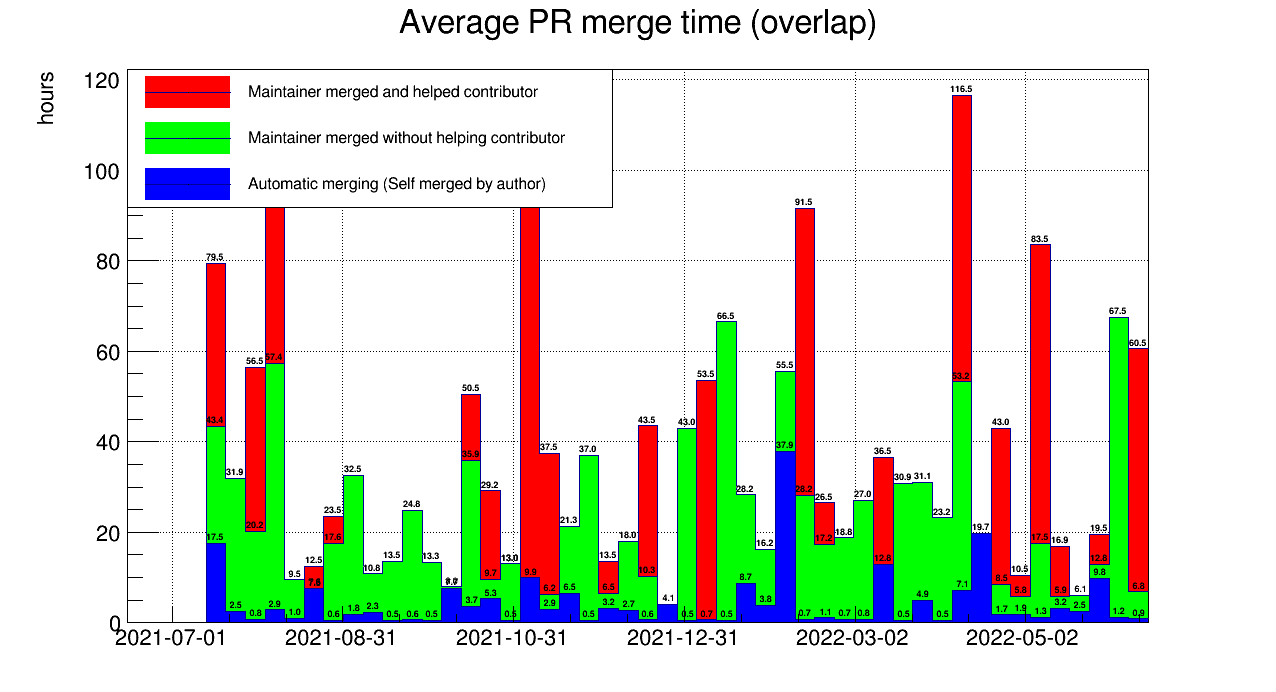 Average PR merge time (overlap)
hours
Maintainer merged and helped contributor
Maintainer merged without helping contributor
Automatic merging (Self merged by author)
120
100
80
60
40
20
0
116.5
91.5
83.5
79.5
66.5 67.5
56.5 57.4 53.5 55.5 53.2 60.5
50.5
43.4 43.5 43.0 43.0
31.9 32.5 35.9 37.5 37.0 37.9 36.5
29.2 28.2 28.2 26.5 27.0 30.9 31.1
20.2 23.5 24.8 21.3 23.2
17.5 17.6 18.0 16.2 17.2 18.8 19.7 17.5 16.9 19.5
9.5 12.5 10.8 13.5 13.3 9.7 13.0 9.9 13.5 10.3 12.8 10.5 12.8
7.6 6.2 6.5 6.5 8.7 7.1 8.5 5.6 5.9 6.1 9.8 6.8
2.5 0.8 2.9 1.0 0.6 1.8 2.3 0.5 0.6 0.5 3.7 5.3 0.5 2.9 0.5 3.2 2.7 0.6 4.1 0.5 0.7 0.5 3.8 0.7 1.1 0.7 0.8 0.5 4.9 0.5 1.7 1.9 1.3 3.2 2.5 1.2 0.9
2021-07-01 2021-08-31 2021-10-31 2021-12-31 2022-03-02 2022-05-02